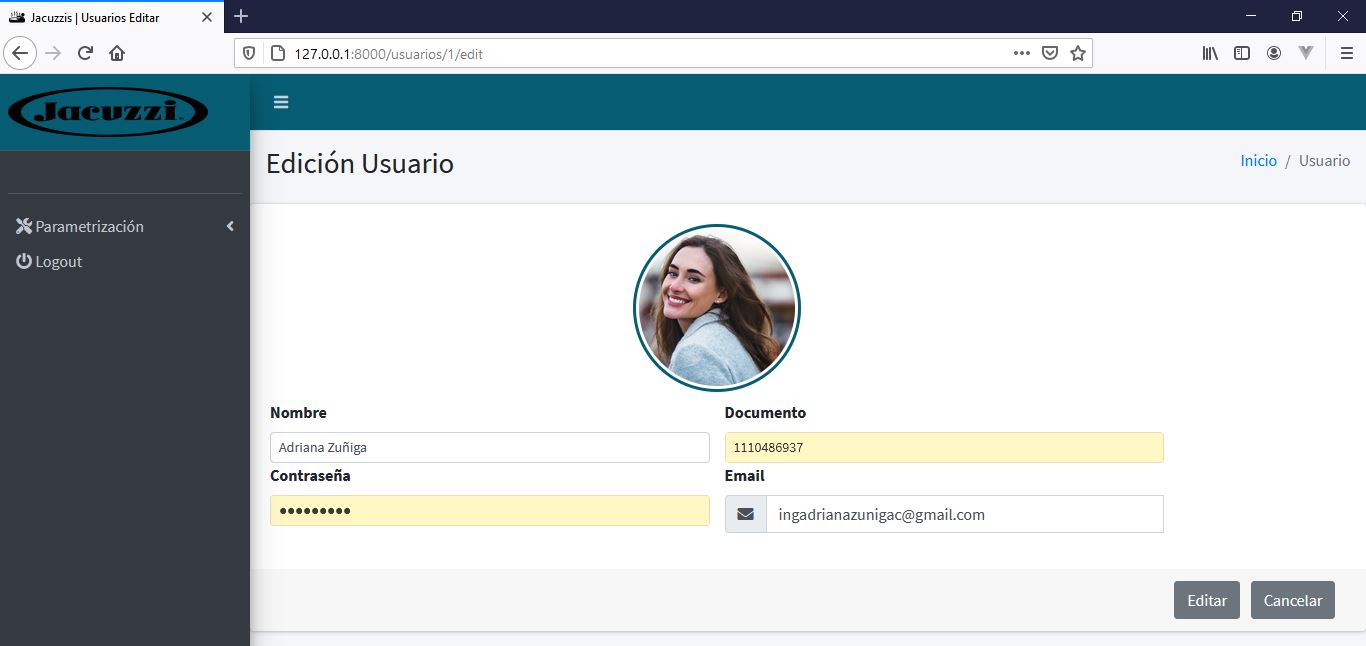 Jacuzzis | Usuarios Editar
127.0.0.1:8000/usuarios/1/edit
Jacuzzi
Edición Usuario
Inicio / Usuario
Parametrización
Logout
Nombre
Documento
Adriana Zuñiga
1110486937
Contraseña
Email
•••••••••
ingadrianazunigac@gmail.com
Editar
Cancelar